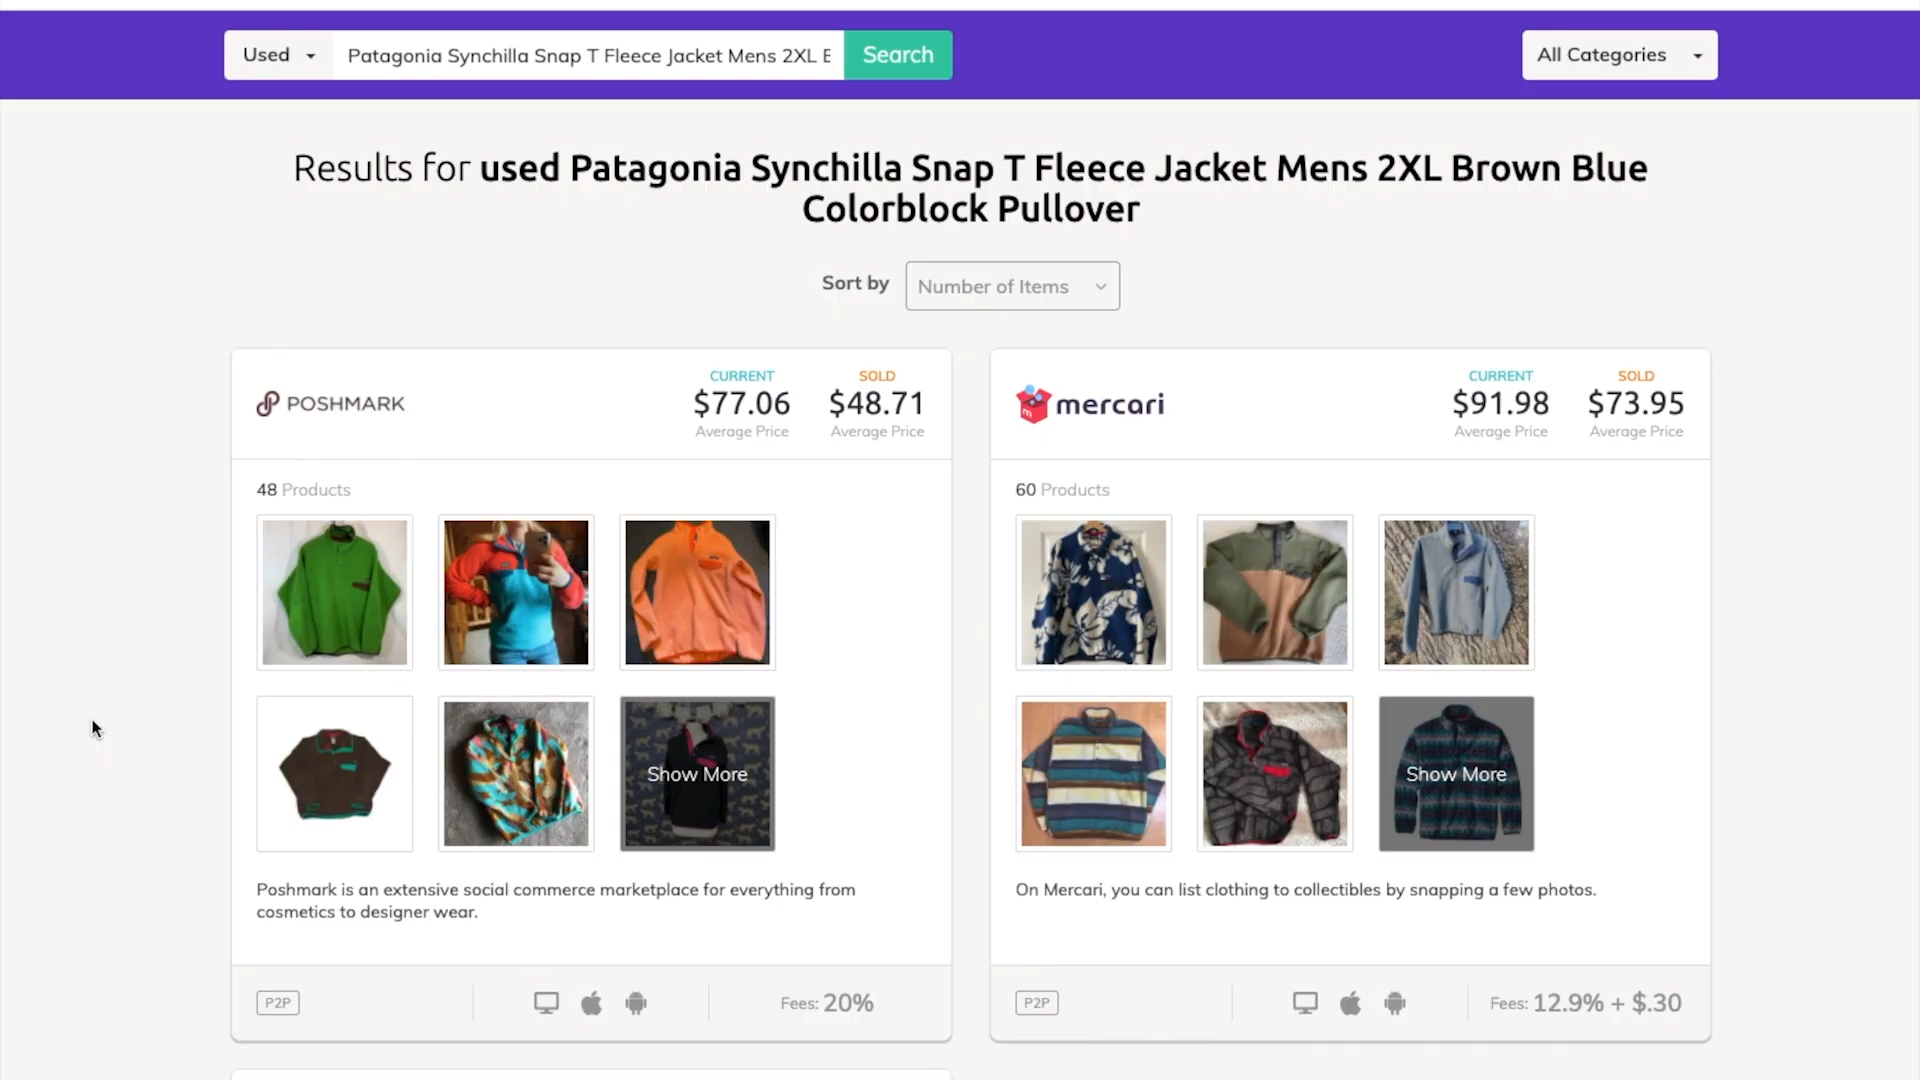 Used
Patagonia Synchilla Snap T Fleece Jacket Mens 2XL
Search
All Categories
Results for used Patagonia Synchilla Snap T Fleece Jacket Mens 2XL Brown Blue
Colorblock Pullover
Sort by
Number of Items
POSHMARK
CURRENT
$77.06
Average Price
SOLD
$48.71
Average Price
48 Products
Show More
Poshmark is an extensive social commerce marketplace for everything from
cosmetics to designer wear.
P2P
Fees: 20%
mercari
CURRENT
$91.98
Average Price
SOLD
$73.95
Average Price
60 Products
Show More
On Mercari, you can list clothing to collectibles by snapping a few photos.
P2P
Fees: 12.9% + $.30